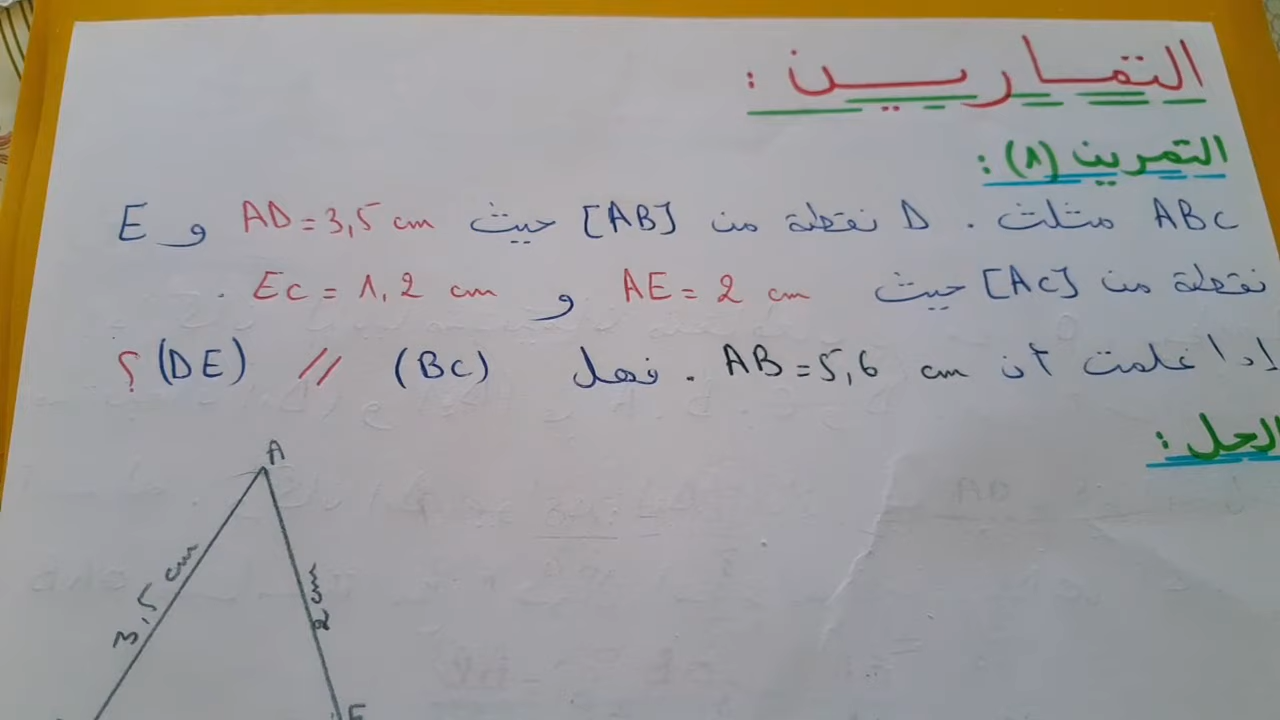 التمارين :
التمرين (1) :
ABC مثلث . D نقطة من [AB] حيث AD = 3,5 cm و E
نقطة من [AC] حيث AE = 2 cm و EC = 1,2 cm .
إذا علمت أن AB = 5,6 cm . فهل (BC) // (DE) ؟
الحل :
A
3,5 cm
2 cm
E